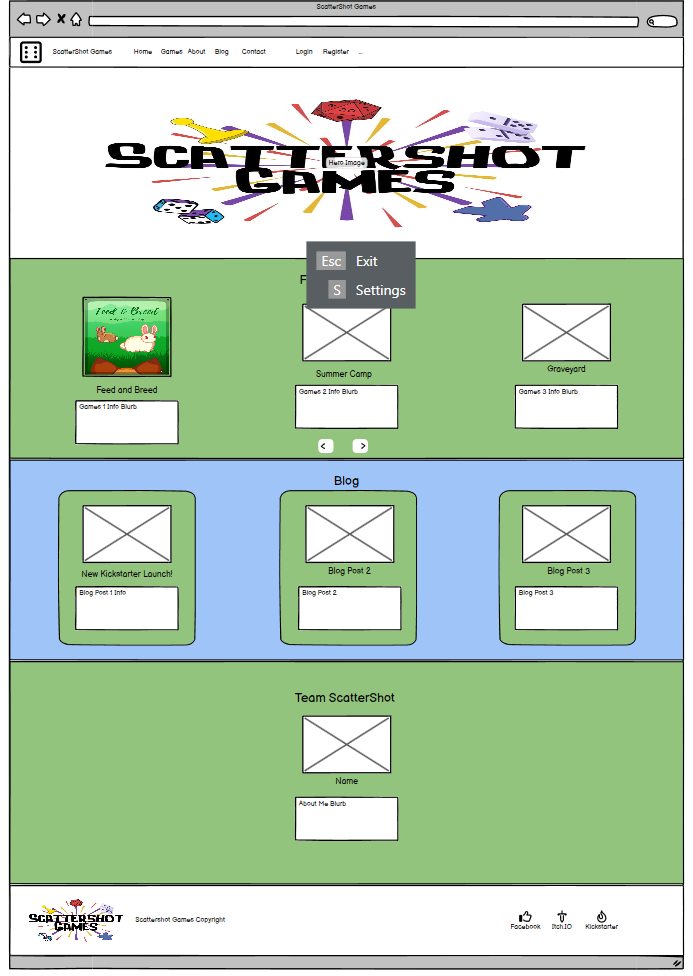 ScatterShot Games
ScatterShot Games Home Games About Blog Contact Login Register ...
SCATTERSHOT
GAMES
Hero Image
Esc Exit
S Settings
Feed & Breed
Feed and Breed
Summer Camp
Graveyard
Games 1 Info Blurb
Games 2 Info Blurb
Games 3 Info Blurb
< >
Blog
New Kickstarter Launch!
Blog Post 2
Blog Post 3
Blog Post 1 Info
Blog Post 2
Blog Post 3
Team ScatterShot
Name
About Me Blurb
SCATTERSHOT
GAMES
Scattershot Games Copyright
Facebook Itch.IO Kickstarter